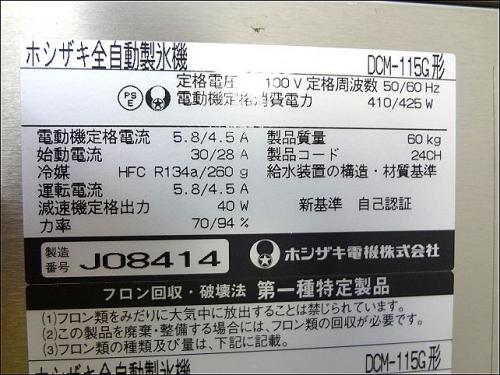 ホシザキ全自動製氷機 DCM-115G形
定格電圧 100V 定格周波数 50/60 Hz
PS E 電動機定格消費電力 410/425 W
電動機定格電流 5.8/4.5 A 製品質量 60 kg
始動電流 30/28 A 製品コード 24CH
冷媒 HFC R134a/260 g 給水装置の構造・材質基準
運転電流 5.8/4.5 A
減速機定格出力 40 W 新基準 自己認証
力率 70/94 %
製造番号 J08414 ホシザキ電機株式会社
フロン回収・破壊法 第一種特定製品
(1)フロン類をみだりに大気中に放出することは禁じられています。
(2)この製品を廃棄・整備する場合には、フロン類の回収が必要です。
(3)フロン類の種類及び量は、下記に記載。
ホシザキ全自動製氷機 DCM-115G形